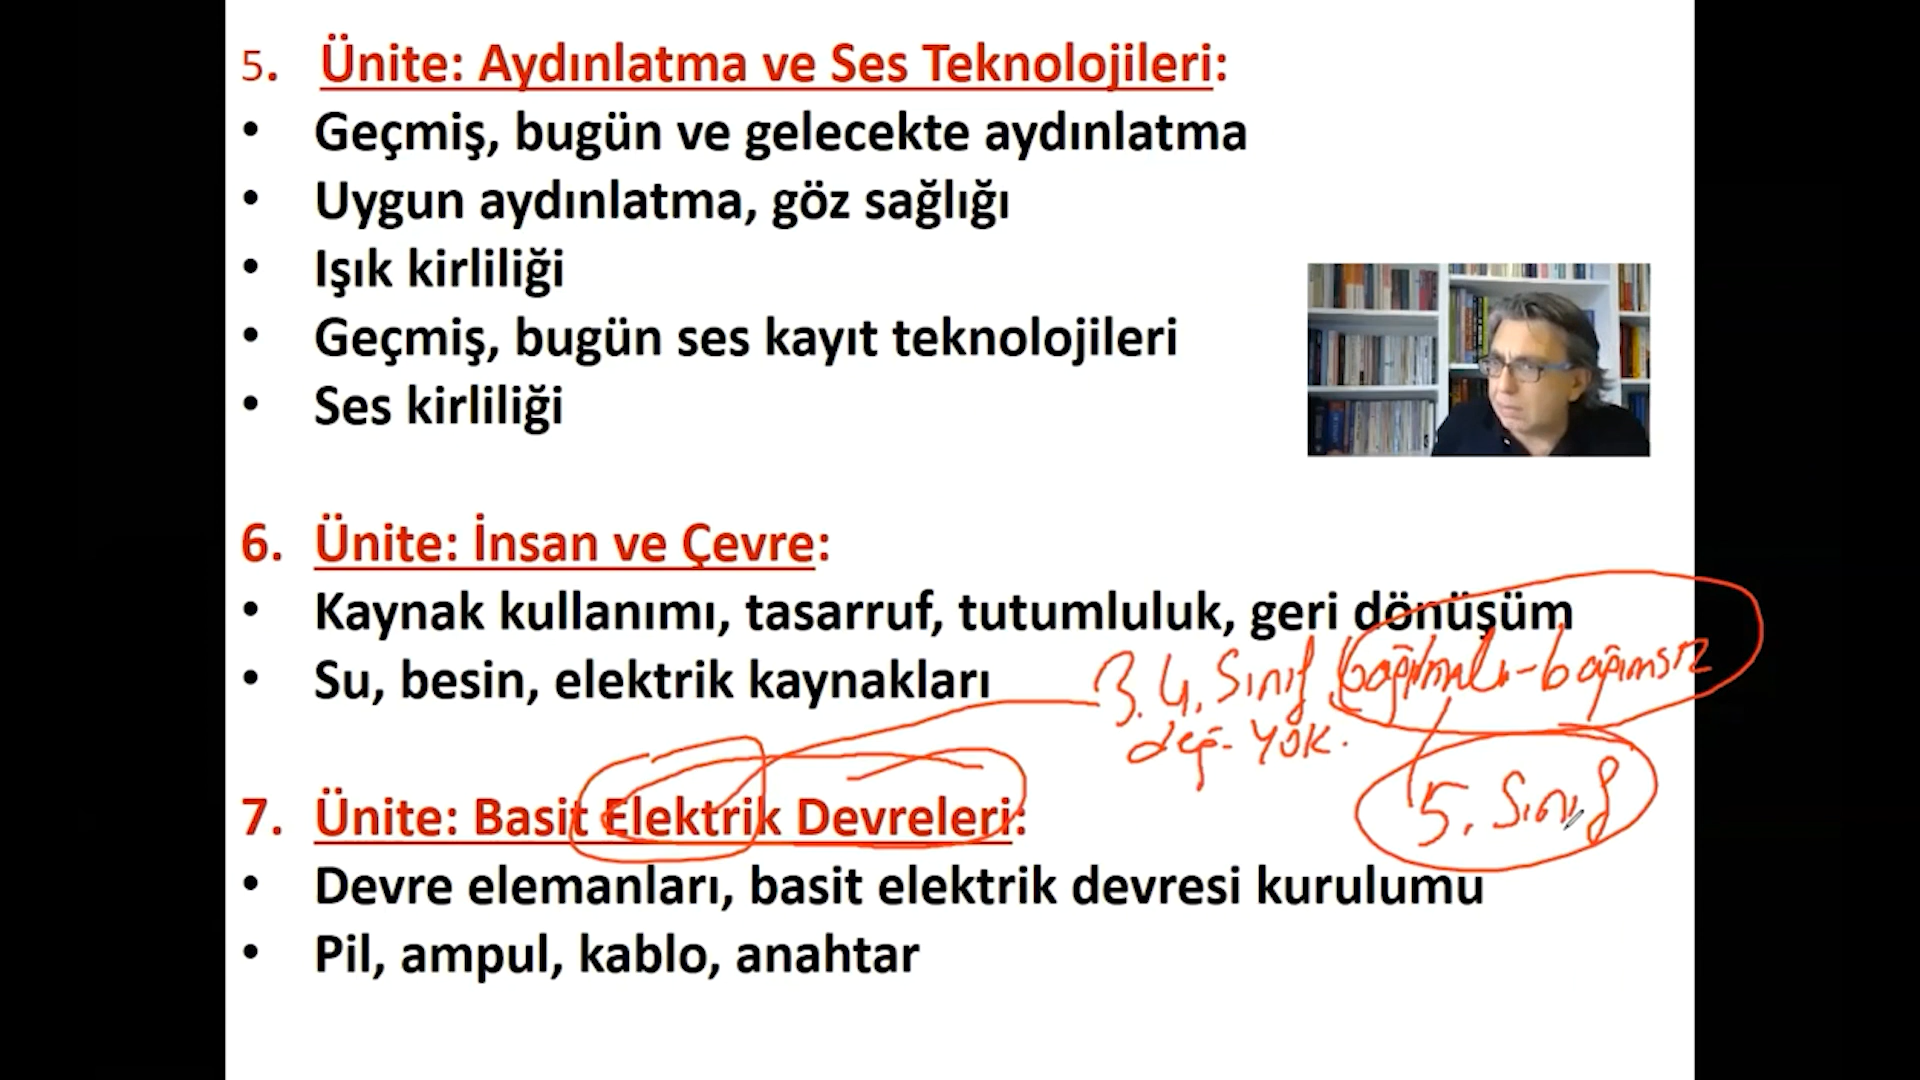 5. Ünite: Aydınlatma ve Ses Teknolojileri:
• Geçmiş, bugün ve gelecekte aydınlatma
• Uygun aydınlatma, göz sağlığı
• Işık kirliliği
• Geçmiş, bugün ses kayıt teknolojileri
• Ses kirliliği
6. Ünite: İnsan ve Çevre:
• Kaynak kullanımı, tasarruf, tutumluluk, geri dönüşüm
• Su, besin, elektrik kaynakları
3.4. Sınıf bağımlı-bağımsız
değ. YOK.
5. Sınıf
7. Ünite: Basit Elektrik Devreleri:
• Devre elemanları, basit elektrik devresi kurulumu
• Pil, ampul, kablo, anahtar